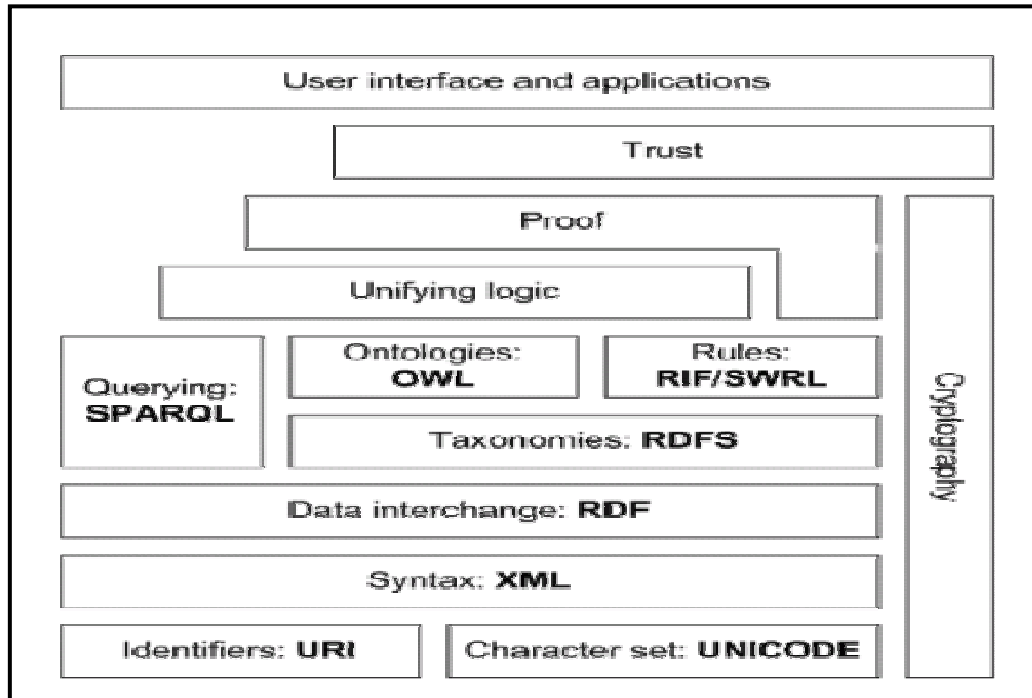 User interface and applications
Trust
Proof
Unifying logic
Ontologies:
OWL
Rules:
RIF/SWRL
Querying:
SPARQL
Taxonomies: RDFS
Data interchange: RDF
Syntax: XML
Identifiers: URI
Character set: UNICODE
Cryptography